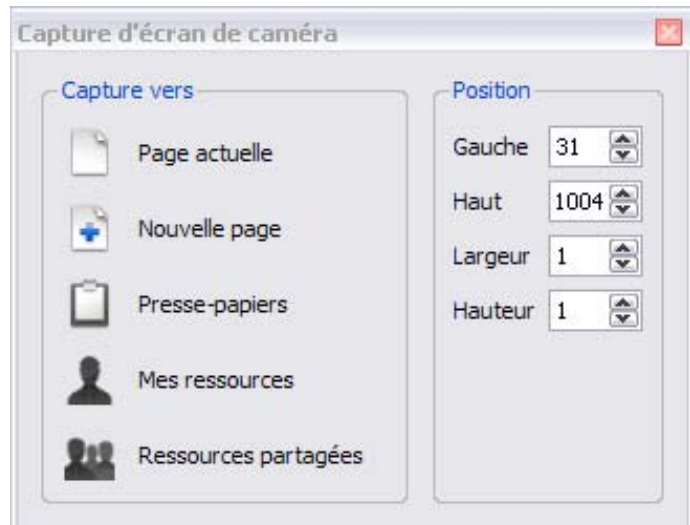 Capture d'écran de caméra
Capture vers
Page actuelle
Nouvelle page
Presse-papiers
Mes ressources
Ressources partagées
Position
Gauche 31
Haut 1004
Largeur 1
Hauteur 1